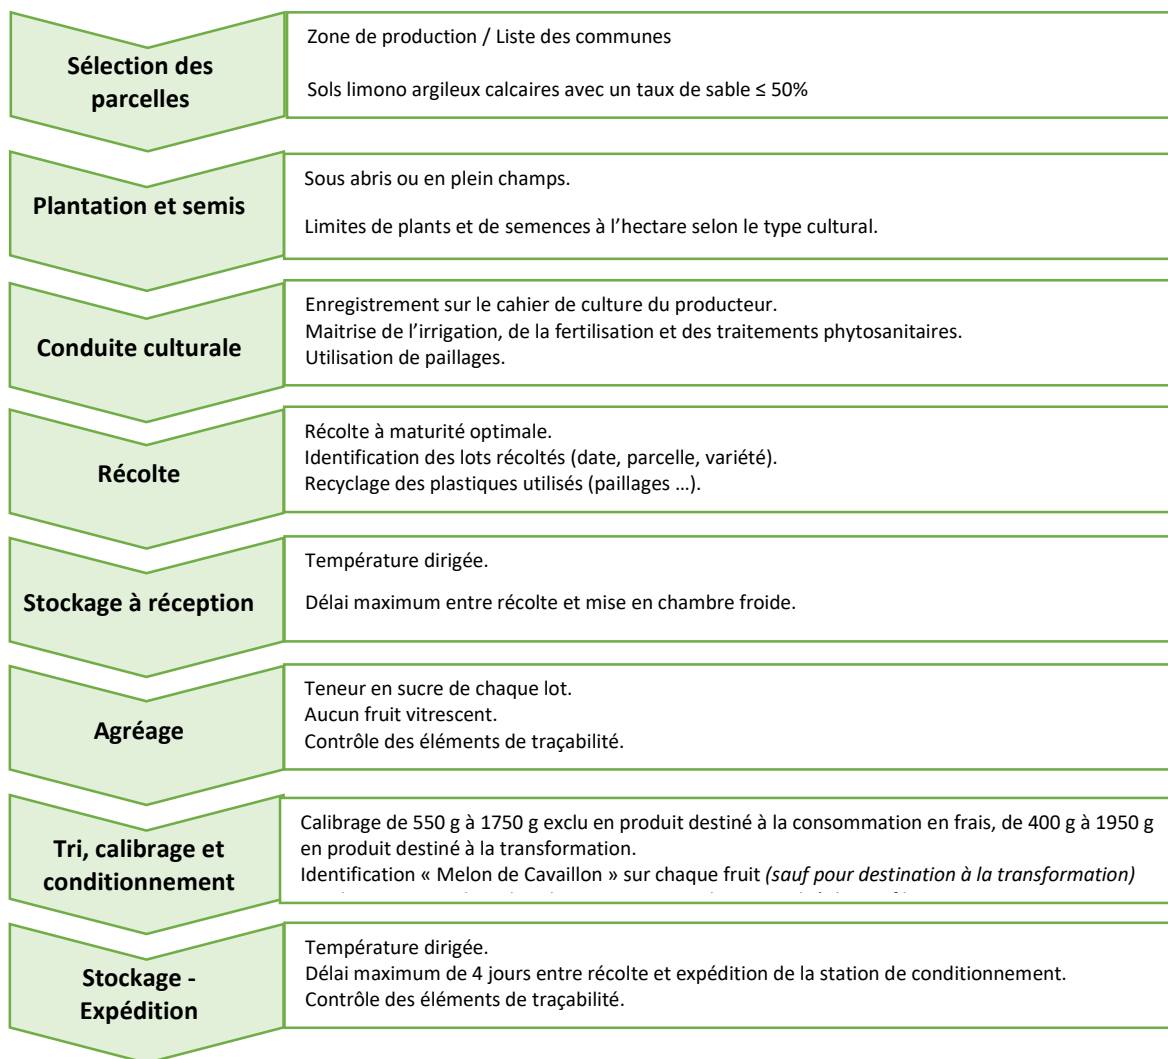 Sélection des
parcelles
Zone de production / Liste des communes
Sols limono argileux calcaires avec un taux de sable ≤ 50%
Plantation et semis
Sous abris ou en plein champs.
Limites de plants et de semences à l’hectare selon le type cultural.
Conduite culturale
Enregistrement sur le cahier de culture du producteur.
Maitrise de l’irrigation, de la fertilisation et des traitements phytosanitaires.
Utilisation de paillages.
Récolte
Récolte à maturité optimale.
Identification des lots récoltés (date, parcelle, variété).
Recyclage des plastiques utilisés (paillages …).
Stockage à réception
Température dirigée.
Délai maximum entre récolte et mise en chambre froide.
Agréage
Teneur en sucre de chaque lot.
Aucun fruit vitrescent.
Contrôle des éléments de traçabilité.
Tri, calibrage et
conditionnement
Calibrage de 550 g à 1750 g exclu en produit destiné à la consommation en frais, de 400 g à 1950 g
en produit destiné à la transformation.
Identification « Melon de Cavaillon » sur chaque fruit (sauf pour destination à la transformation)
Stockage -
Expédition
Température dirigée.
Délai maximum de 4 jours entre récolte et expédition de la station de conditionnement.
Contrôle des éléments de traçabilité.